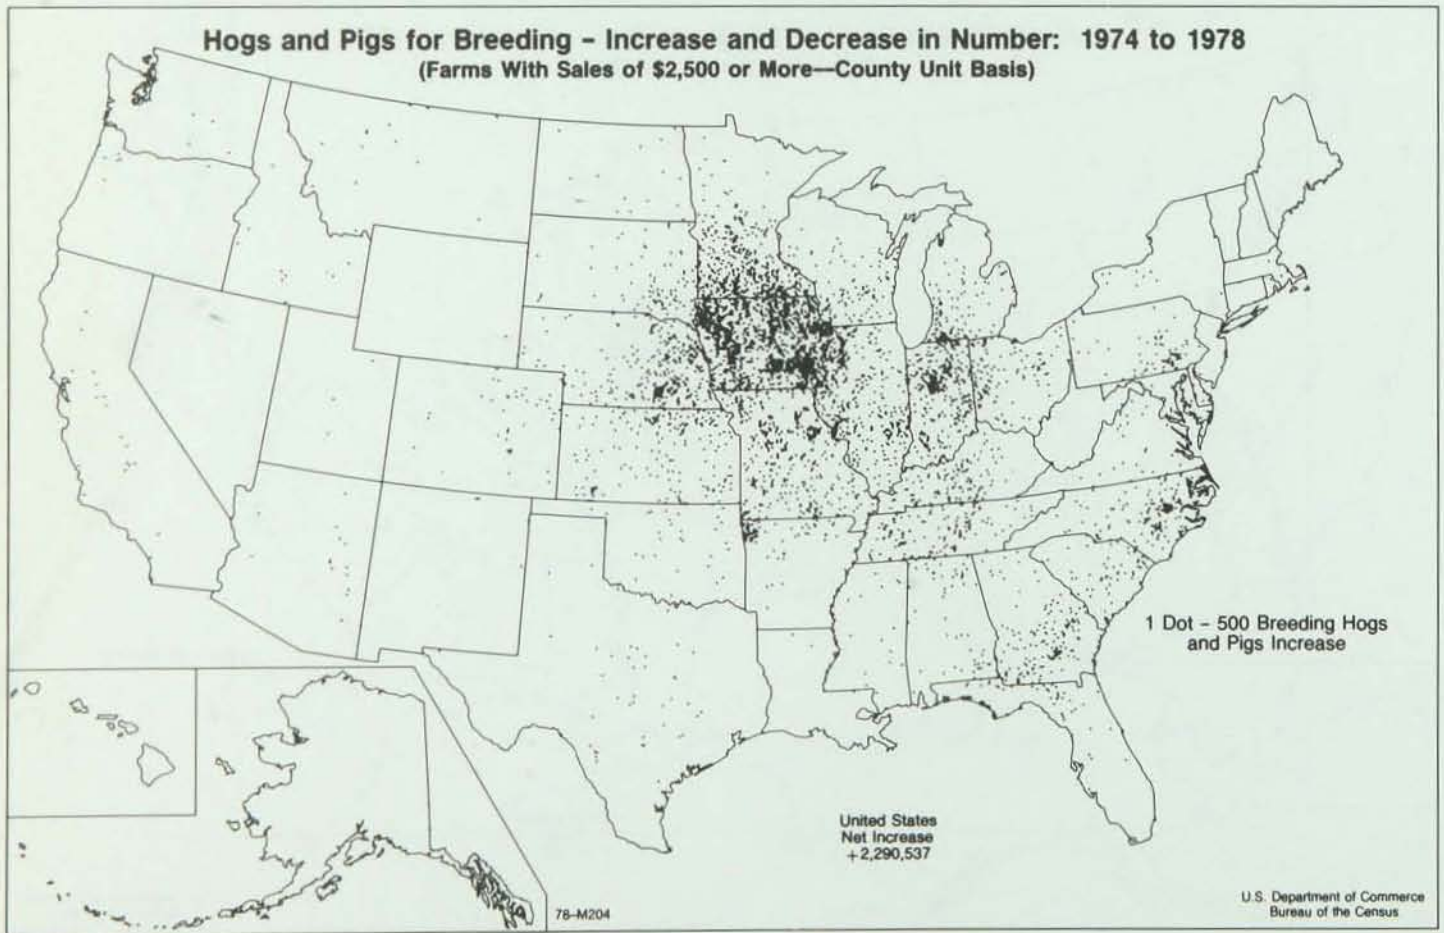 Hogs and Pigs for Breeding – Increase and Decrease in Number: 1974 to 1978
(Farms With Sales of $2,500 or More—County Unit Basis)
1 Dot – 500 Breeding Hogs
and Pigs Increase
United States
Net Increase
+2,290,537
78-M204
U.S. Department of Commerce
Bureau of the Census